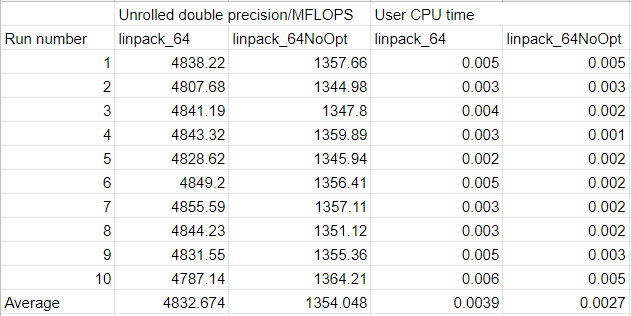 Unrolled double precision/MFLOPS User CPU time
Run number linpack_64 linpack_64NoOpt linpack_64 linpack_64NoOpt
1 4838.22 1357.66 0.005 0.005
2 4807.68 1344.98 0.003 0.003
3 4841.19 1347.8 0.004 0.002
4 4843.32 1359.89 0.003 0.001
5 4828.62 1345.94 0.002 0.002
6 4849.2 1356.41 0.005 0.002
7 4855.59 1357.11 0.003 0.002
8 4844.23 1351.12 0.003 0.002
9 4831.55 1355.36 0.005 0.003
10 4787.14 1364.21 0.006 0.005
Average 4832.674 1354.048 0.0039 0.0027